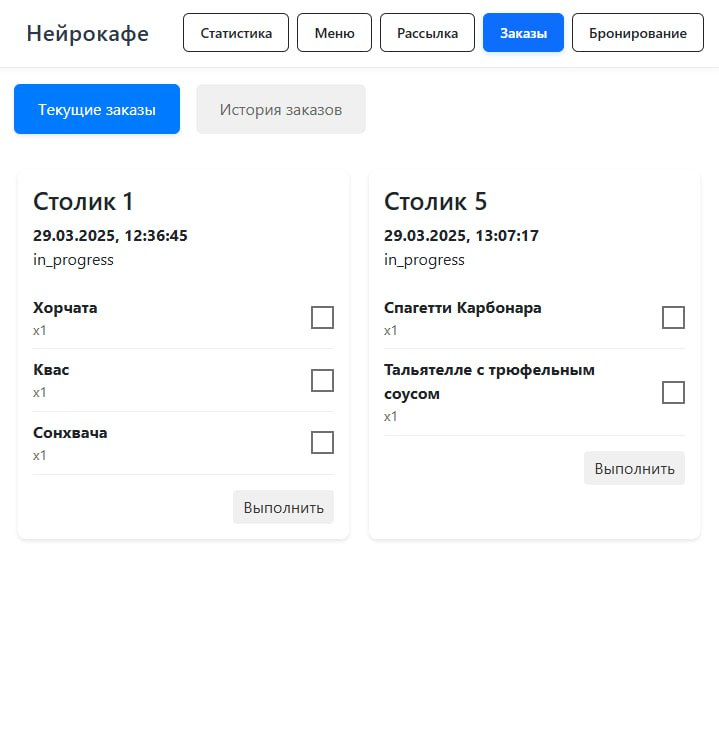 Нейрокафе
Статистика
Меню
Рассылка
Заказы
Бронирование
Текущие заказы
История заказов
Столик 1
29.03.2025, 12:36:45
in_progress
Хорчата
x1
Квас
x1
Сонхвача
x1
Выполнить
Столик 5
29.03.2025, 13:07:17
in_progress
Спагетти Карбонара
x1
Тальятелле с трюфельным
соусом
x1
Выполнить